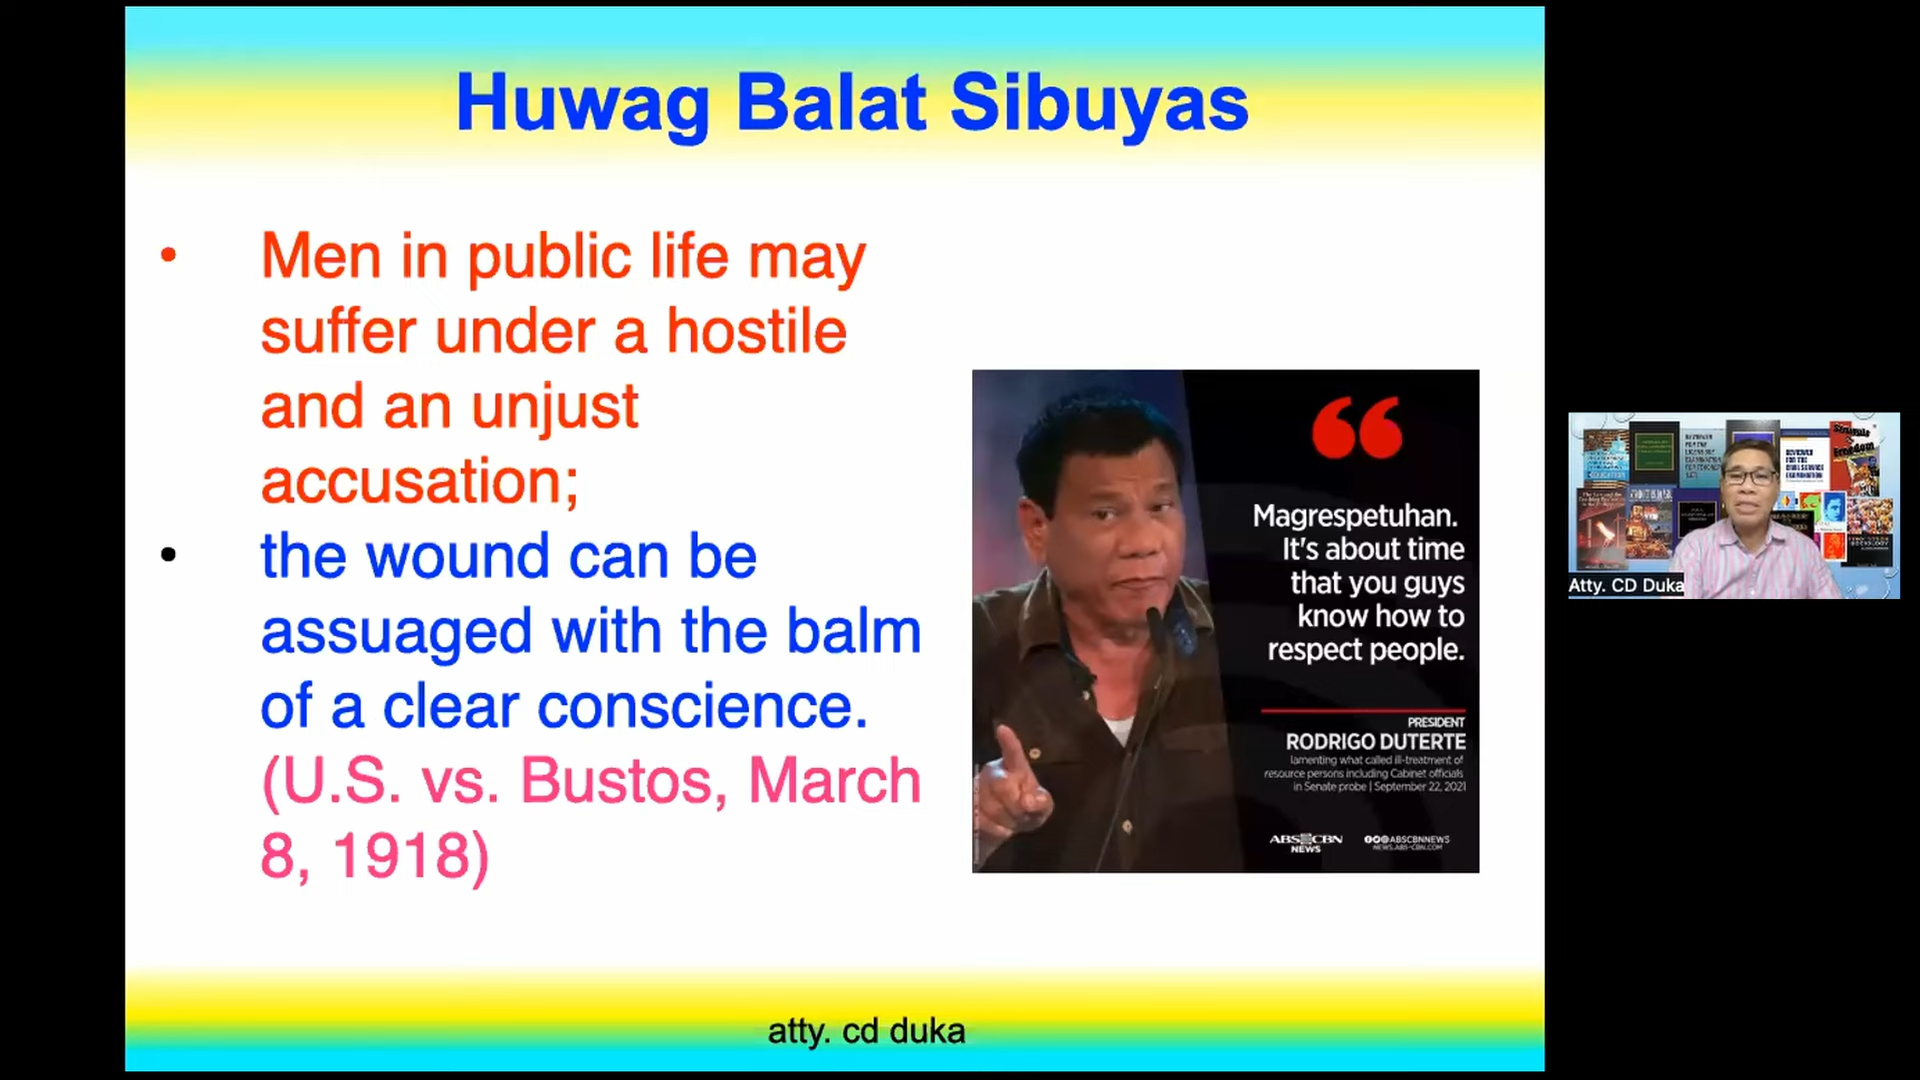 Huwag Balat Sibuyas
• Men in public life may
suffer under a hostile
and an unjust
accusation;
• the wound can be
assuaged with the balm
of a clear conscience.
(U.S. vs. Bustos, March
8, 1918)
“
Magrespetuhan.
It's about time
that you guys
know how to
respect people.
PRESIDENT
RODRIGO DUTERTE
lamenting what called ill-treatment of
resource persons including Cabinet officials
in Senate probe | September 22, 2021
ABS-CBN
NEWS
ABSCBNNEWS
NEWS.ABS-CBN.COM
atty. cd duka
Atty. CD Duka